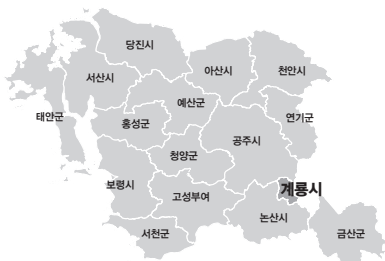 당진시
아산시
천안시
서산시
예산군
태안군
연기군
홍성군
공주시
청양군
보령시
계룡시
고성부여
논산시
서천군
금산군